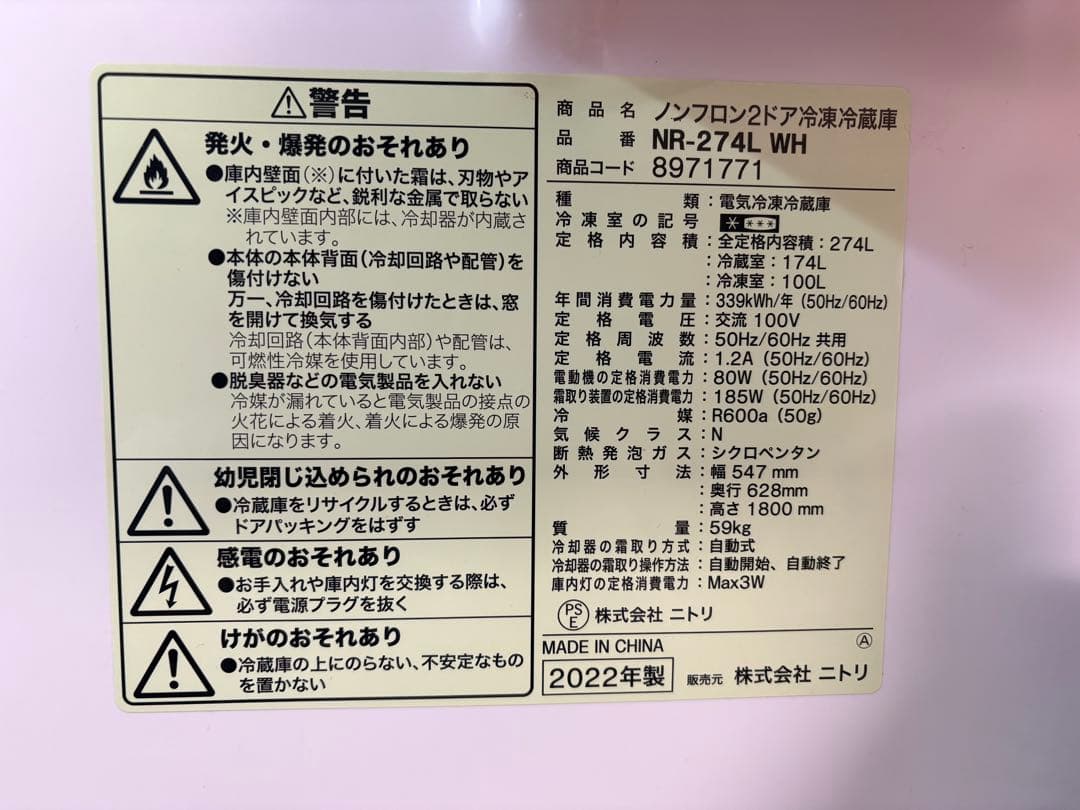 ⚠警告
発火・爆発のおそれあり
●庫内壁面(※)に付いた霜は、刃物やア
イスピックなど、鋭利な金属で取らない
※庫内壁面内部には、冷却器が内蔵さ
れています。
●本体の本体背面(冷却回路や配管)を
傷付けない
万一、冷却回路を傷付けたときは、窓
を開けて換気する
冷却回路(本体背面内部)や配管は、
可燃性冷媒を使用しています。
●脱臭器などの電気製品を入れない
冷媒が漏れていると電気製品の接点の
火花による着火、着火による爆発の原
因になります。
幼児閉じ込められのおそれあり
●冷蔵庫をリサイクルするときは、必ず
ドアパッキングをはずす
感電のおそれあり
●お手入れや庫内灯を交換する際は、
必ず電源プラグを抜く
けがのおそれあり
●冷蔵庫の上にのらない、不安定なもの
を置かない
商品名 ノンフロン2ドア冷凍冷蔵庫
品番 NR-274L WH
商品コード 8971771
種類:電気冷凍冷蔵庫
冷凍室の記号 * ***
定格内容積:全定格内容積:274L
:冷蔵室:174L
:冷凍室:100L
年間消費電力量:339kWh/年(50Hz/60Hz)
定格電圧:交流100V
定格周波数:50Hz/60Hz 共用
定格電流:1.2A(50Hz/60Hz)
電動機の定格消費電力:80W(50Hz/60Hz)
霜取り装置の定格消費電力:185W(50Hz/60Hz)
冷媒:R600a(50g)
気候クラス:N
断熱発泡ガス:シクロペンタン
外形寸法:幅 547 mm
:奥行 628mm
:高さ 1800 mm
質量:59kg
冷却器の霜取り方式:自動式
冷却器の霜取り操作方法:自動開始、自動終了
庫内灯の定格消費電力:Max3W
PSE 株式会社 ニトリ
MADE IN CHINA Ⓐ
2022年製 販売元 株式会社 ニトリ